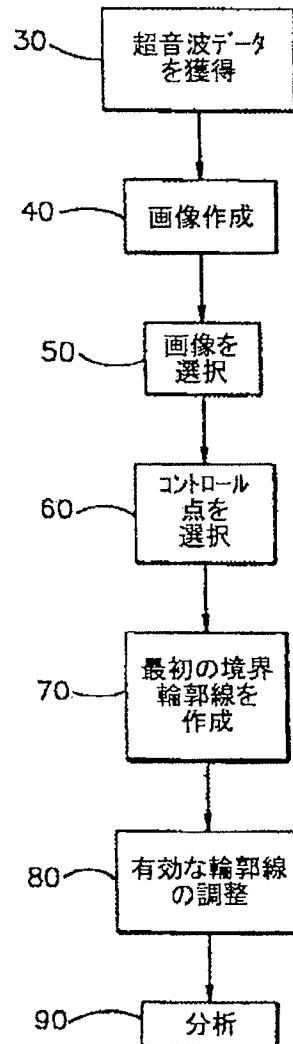 30
超音波データ
を獲得
40
画像作成
50
画像を
選択
60
コントロール
点を
選択
70
最初の境界
輪郭線を
作成
80
有効な輪郭線
の調整
90
分析